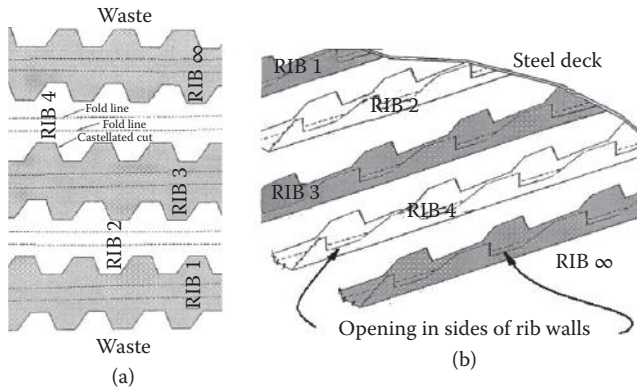 Waste
RIB ∞
RIB 4
Fold line
Fold line
Castellated cut
RIB 3
RIB 2
RIB 1
Waste
(a)
Steel deck
RIB 1
RIB 2
RIB 3
RIB 4
RIB ∞
Opening in sides of rib walls
(b)